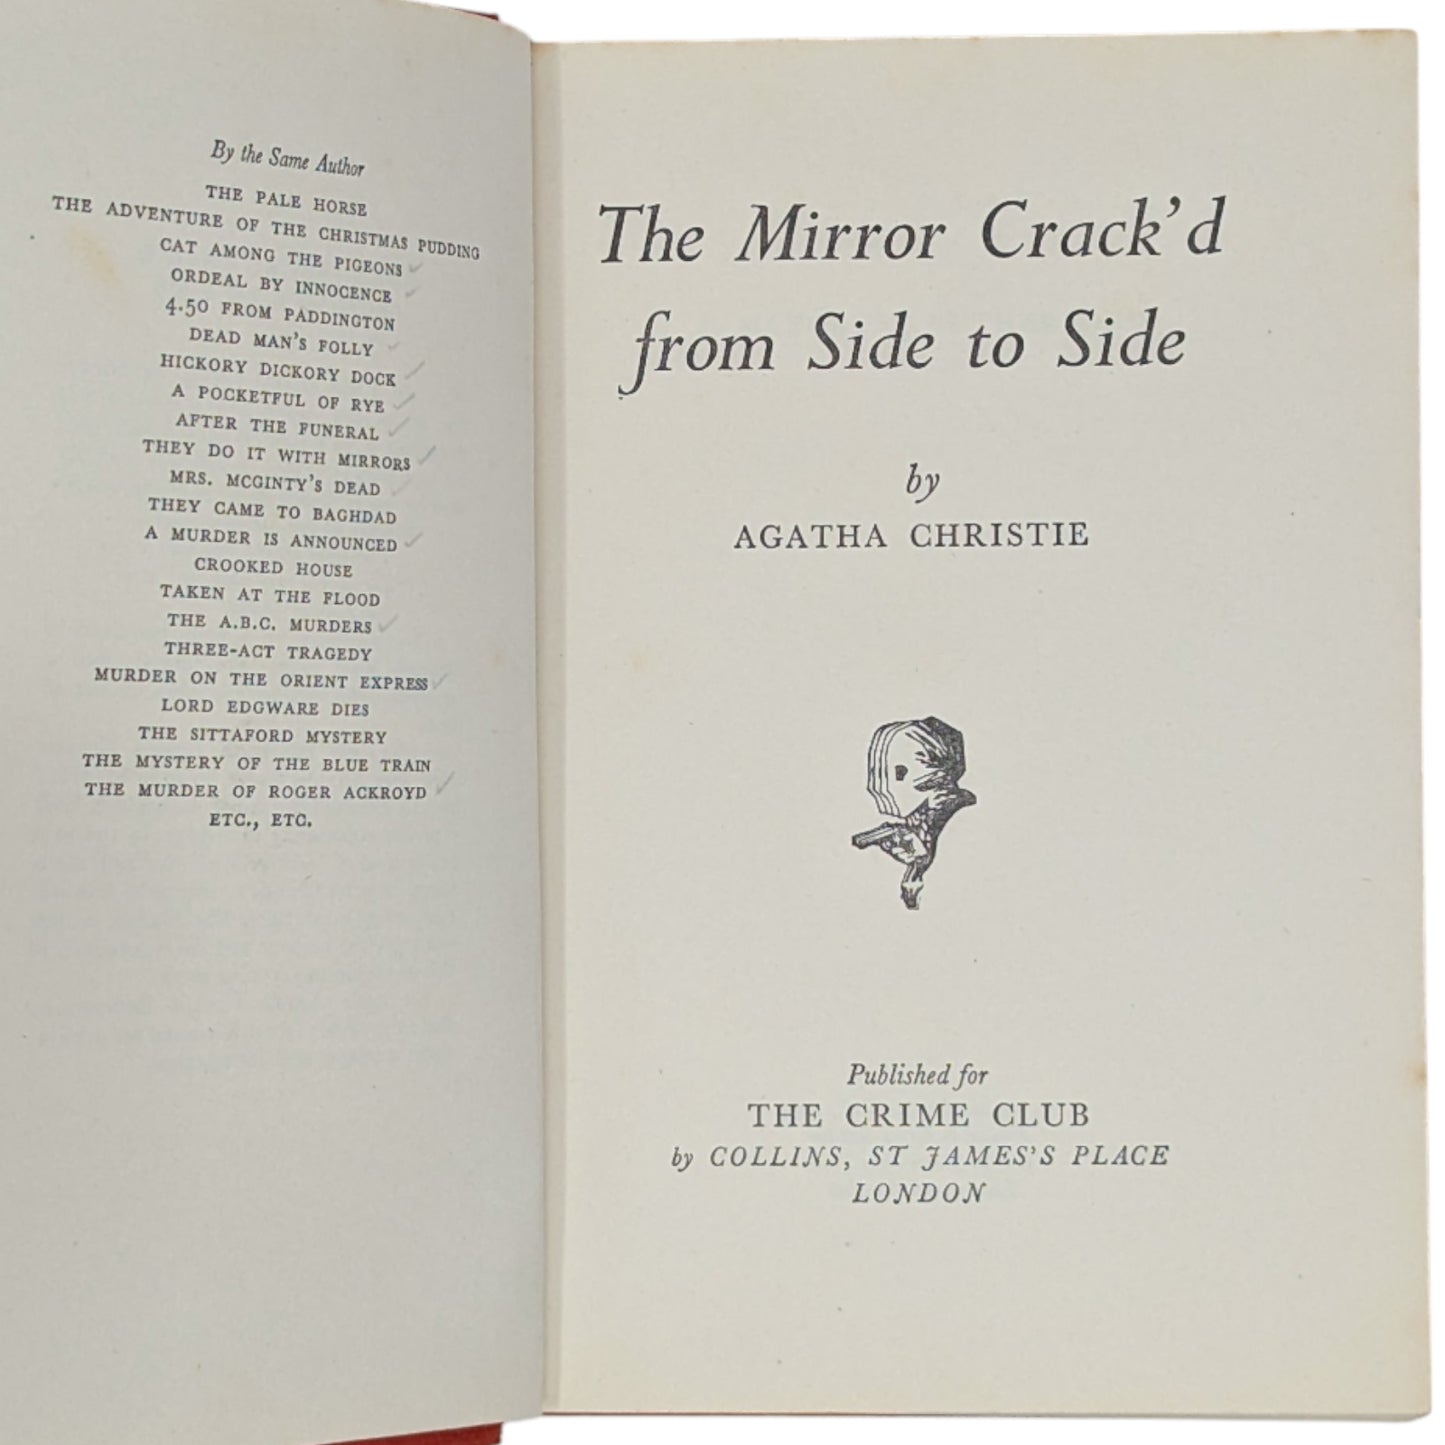 By the Same Author
THE PALE HORSE
THE ADVENTURE OF THE CHRISTMAS PUDDING
CAT AMONG THE PIGEONS
ORDEAL BY INNOCENCE
4.50 FROM PADDINGTON
DEAD MAN'S FOLLY
HICKORY DICKORY DOCK
A POCKETFUL OF RYE
AFTER THE FUNERAL
THEY DO IT WITH MIRRORS
MRS. MCGINTY'S DEAD
THEY CAME TO BAGHDAD
A MURDER IS ANNOUNCED
CROOKED HOUSE
TAKEN AT THE FLOOD
THE A.B.C. MURDERS
THREE-ACT TRAGEDY
MURDER ON THE ORIENT EXPRESS
LORD EDGWARE DIES
THE SITTAFORD MYSTERY
THE MYSTERY OF THE BLUE TRAIN
THE MURDER OF ROGER ACKROYD
ETC., ETC.
The Mirror Crack'd
from Side to Side
by
AGATHA CHRISTIE
Published for
THE CRIME CLUB
by COLLINS, ST JAMES'S PLACE
LONDON